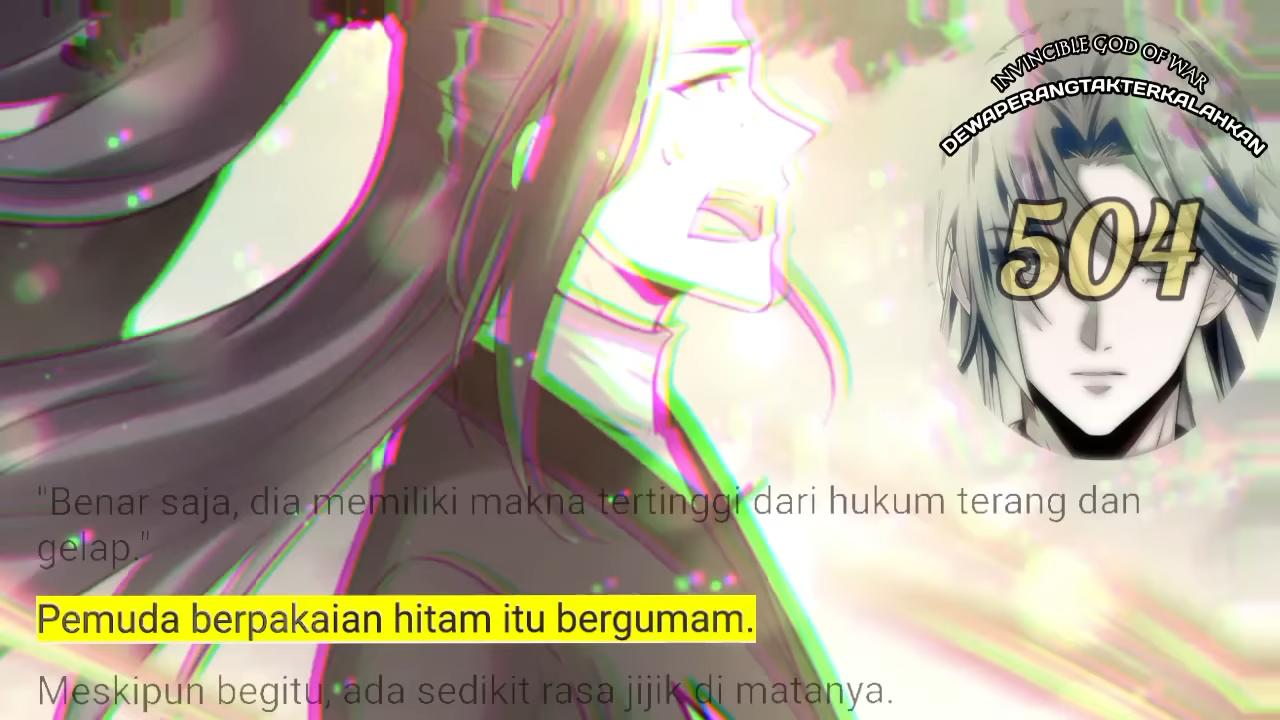 INVINCIBLE GOD OF WAR
DEWAPERANGTAKTERKALAHKAN
504
"Benar saja, dia memiliki makna tertinggi dari hukum terang dan
gelap."
Pemuda berpakaian hitam itu bergumam.
Meskipun begitu, ada sedikit rasa jijik di matanya.